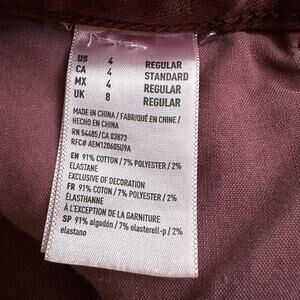 US 4 REGULAR
CA 4 STANDARD
MX 4 REGULAR
UK 8 REGULAR
MADE IN CHINA / FABRIQUÉ EN CHINE /
HECHO EN CHINA
RN 54485/CA 03873
RFC# AEM120605U9A
EN 91% COTTON / 7% POLYESTER / 2%
ELASTANE
EXCLUSIVE OF DECORATION
FR 91% COTON / 7% POLYESTER / 2%
ÉLASTHANNE
À L'EXCEPTION DE LA GARNITURE
SP 91% algodón / 7% elasterell-p / 2%
elastano